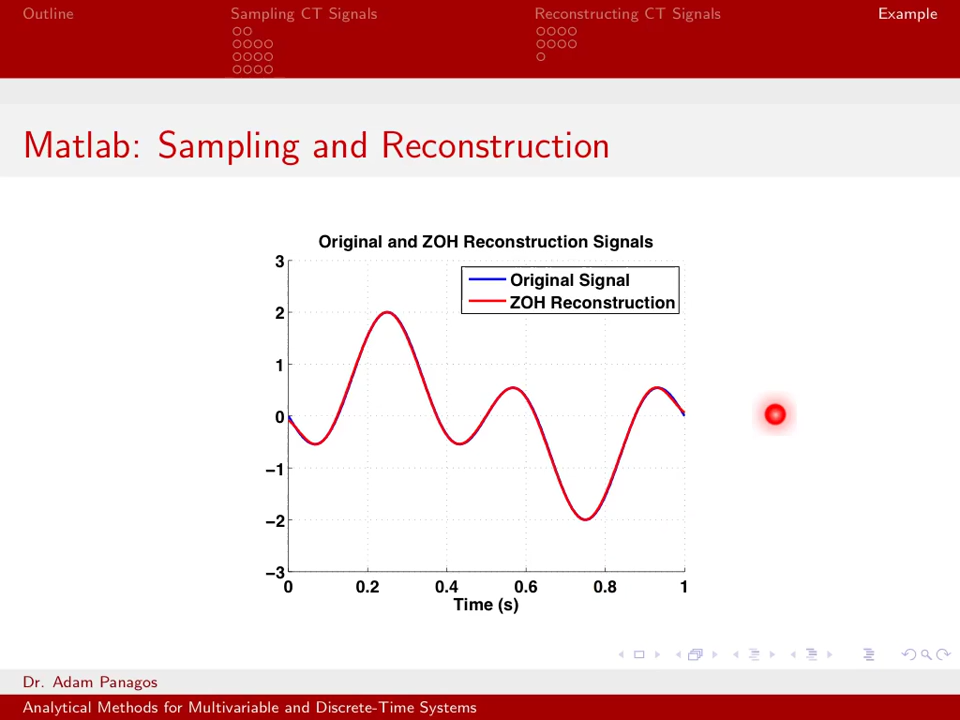 Outline Sampling CT Signals Reconstructing CT Signals Example
Matlab: Sampling and Reconstruction
Original and ZOH Reconstruction Signals
Original Signal
ZOH Reconstruction
3
2
1
0
−1
−2
−3
0 0.2 0.4 0.6 0.8 1
Time (s)
Dr. Adam Panagos
Analytical Methods for Multivariable and Discrete-Time Systems